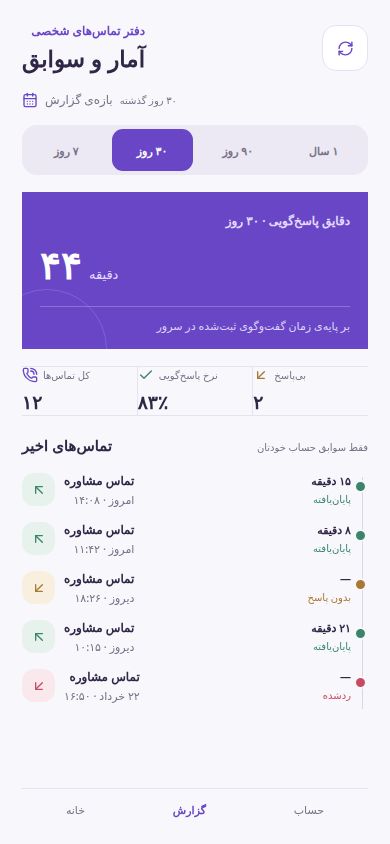 دفتر تماس‌های شخصی
آمار و سوابق
بازه‌ی گزارش
۳۰ روز گذشته
۷ روز
۳۰ روز
۹۰ روز
۱ سال
دقایق پاسخ‌گویی · ۳۰ روز
۴۴ دقیقه
بر پایه‌ی زمان گفت‌وگوی ثبت‌شده در سرور
کل تماس‌ها
۱۲
نرخ پاسخ‌گویی
۸۳٪
بی‌پاسخ
۲
تماس‌های اخیر
فقط سوابق حساب خودتان
تماس مشاوره
امروز · ۱۴:۰۸
۱۵ دقیقه
پایان‌یافته
تماس مشاوره
امروز · ۱۱:۴۲
۸ دقیقه
پایان‌یافته
تماس مشاوره
دیروز · ۱۸:۲۶
—
بدون پاسخ
تماس مشاوره
دیروز · ۱۰:۱۵
۲۱ دقیقه
پایان‌یافته
تماس مشاوره
۲۲ خرداد · ۱۶:۵۰
—
ردشده
خانه
گزارش
حساب